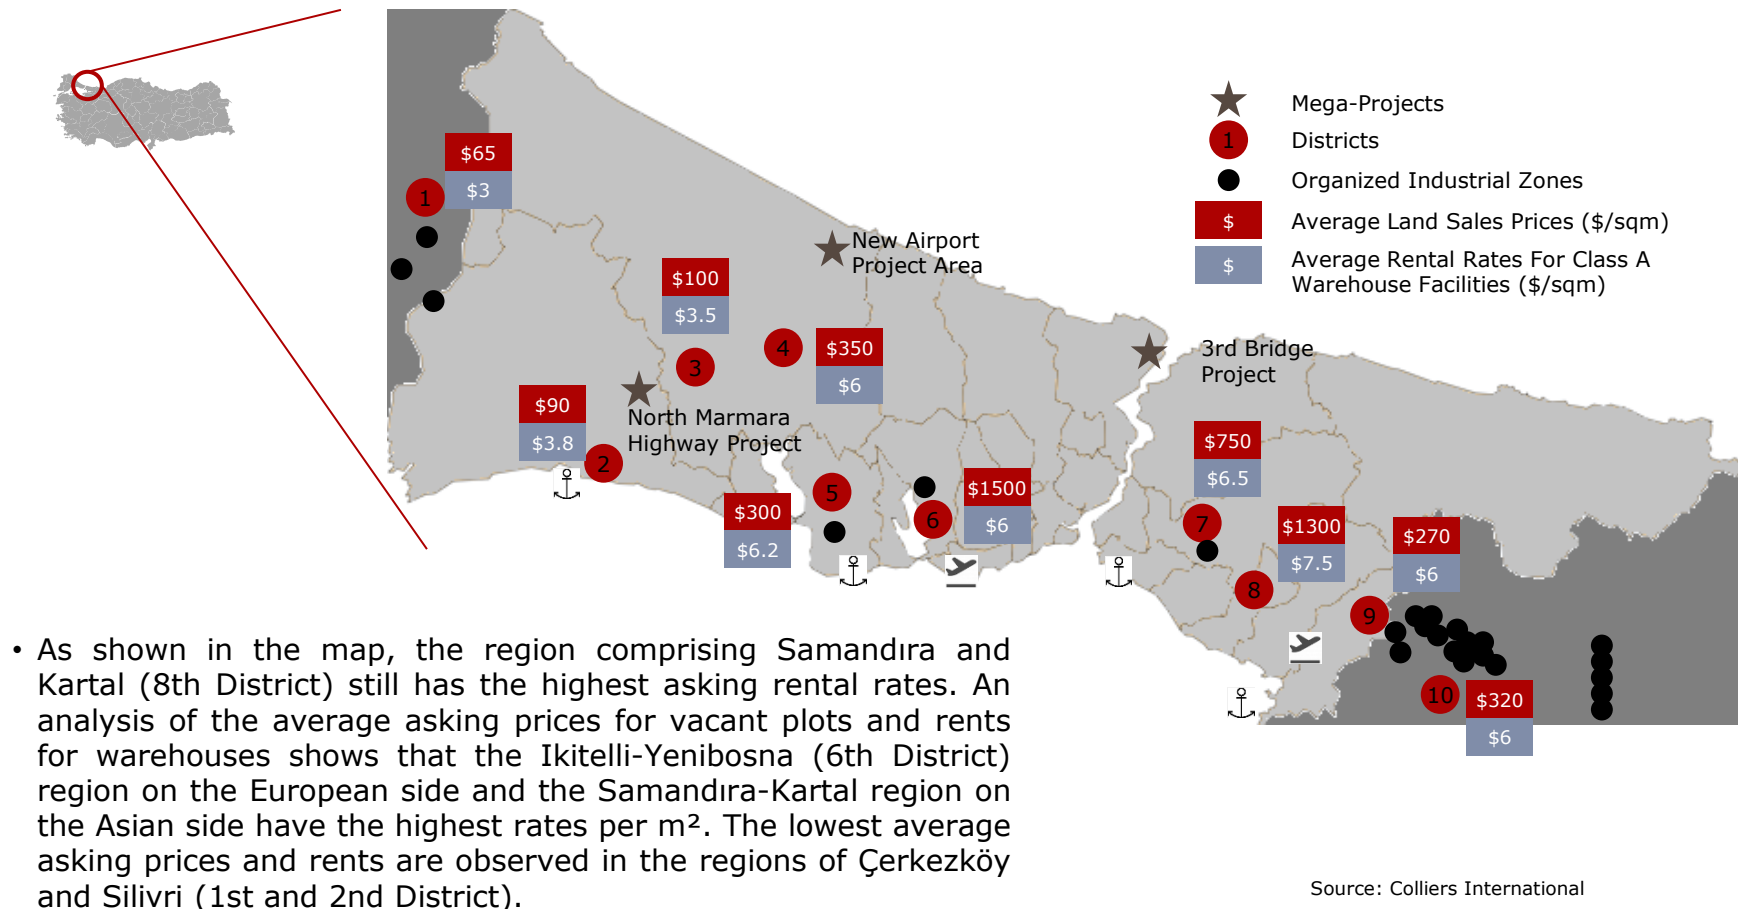 Mega-Projects
1
Districts
Organized Industrial Zones
$
Average Land Sales Prices ($/sqm)
$
Average Rental Rates For Class A
Warehouse Facilities ($/sqm)
$65
$3
1
New Airport
Project Area
$100
$3.5
3
4
$350
$6
3rd Bridge
Project
$90
$3.8
2
North Marmara
Highway Project
$300
$6.2
5
6
$1500
$6
$750
$6.5
7
$1300
$7.5
8
$270
$6
9
10
$320
$6
• As shown in the map, the region comprising Samandıra and
Kartal (8th District) still has the highest asking rental rates. An
analysis of the average asking prices for vacant plots and rents
for warehouses shows that the Ikitelli-Yenibosna (6th District)
region on the European side and the Samandıra-Kartal region on
the Asian side have the highest rates per m². The lowest average
asking prices and rents are observed in the regions of Çerkezköy
and Silivri (1st and 2nd District).
Source: Colliers International